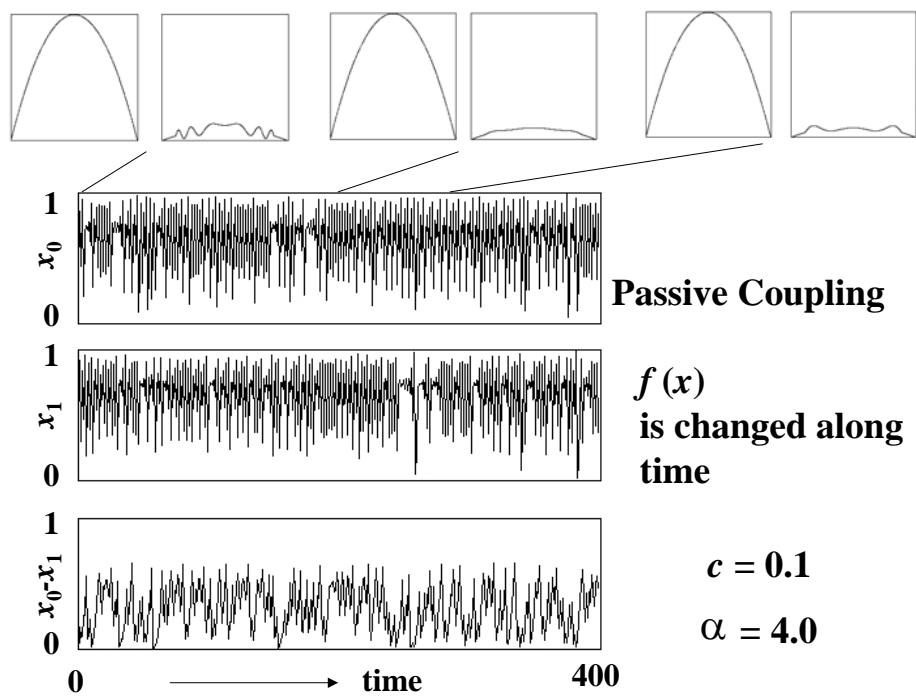 1
x0
0
Passive Coupling
1
x1
0
f (x)
is changed along
time
1
x0-x1
0
c = 0.1
α = 4.0
0
time
400